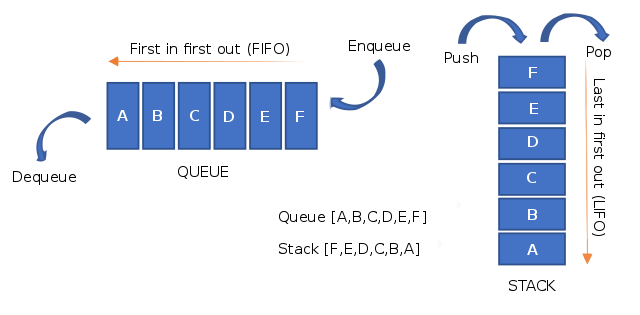 First in first out (FIFO)
Enqueue
A B C D E F
Dequeue
QUEUE
Queue [A,B,C,D,E,F]
Stack [F,E,D,C,B,A]
Push
Pop
F
E
D
C
B
A
Last in first out (LIFO)
STACK